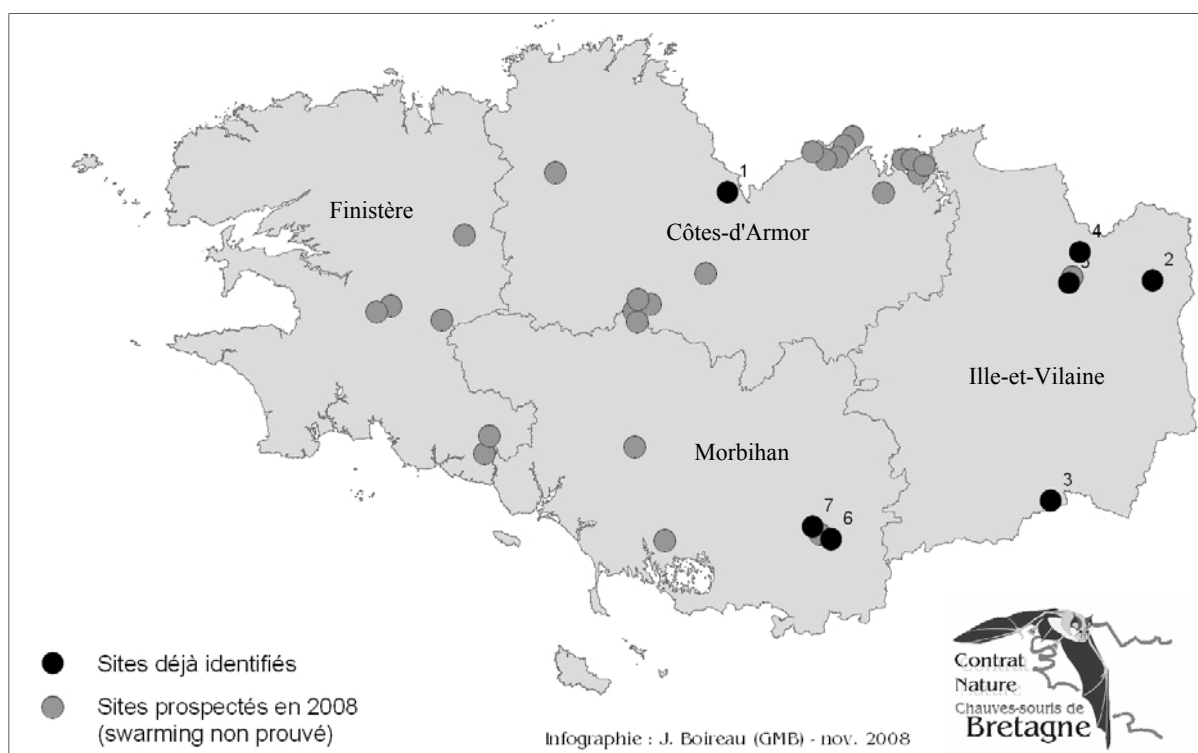 1
Finistère
Côtes-d'Armor
4
5
2
Ille-et-Vilaine
Morbihan
3
7
6
Sites déjà identifiés
Sites prospectés en 2008
(swarming non prouvé)
Contrat
Nature
Chauves-souris de
Bretagne
Infographie : J. Boireau (GMB) - nov. 2008